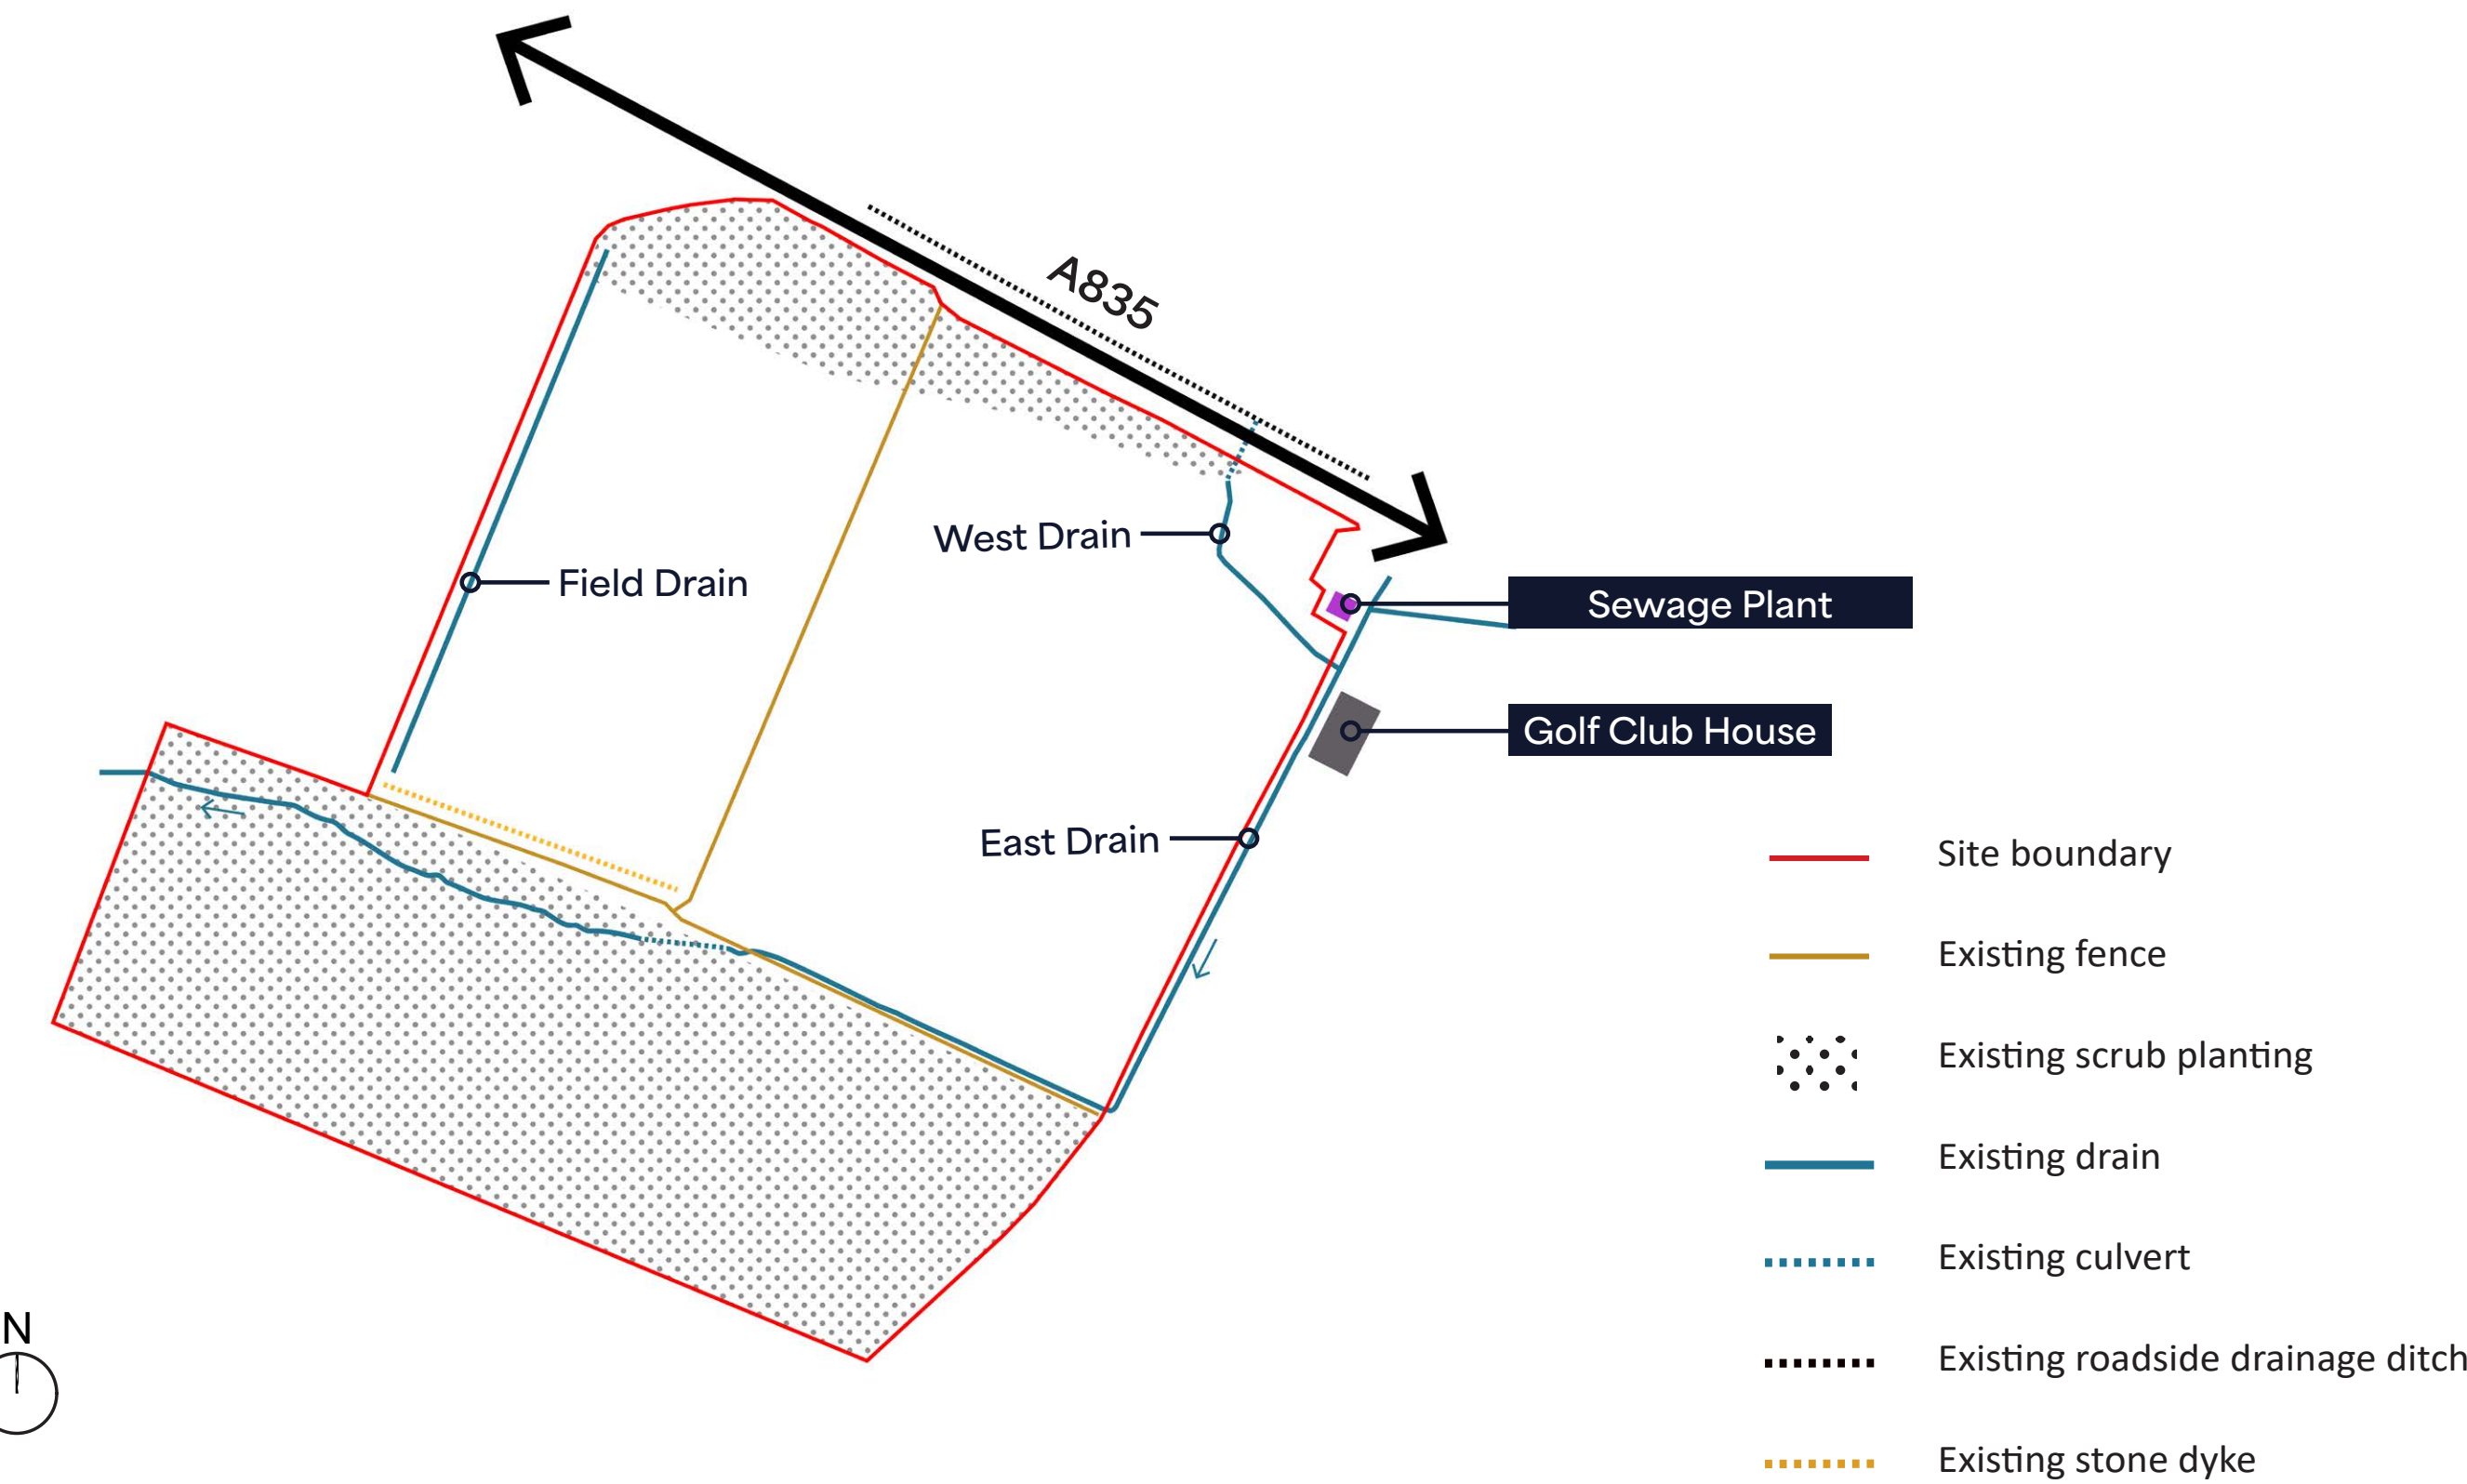 A835
West Drain
Field Drain
Sewage Plant
Golf Club House
East Drain
Site boundary
Existing fence
Existing scrub planting
Existing drain
Existing culvert
Existing roadside drainage ditch
Existing stone dyke
N